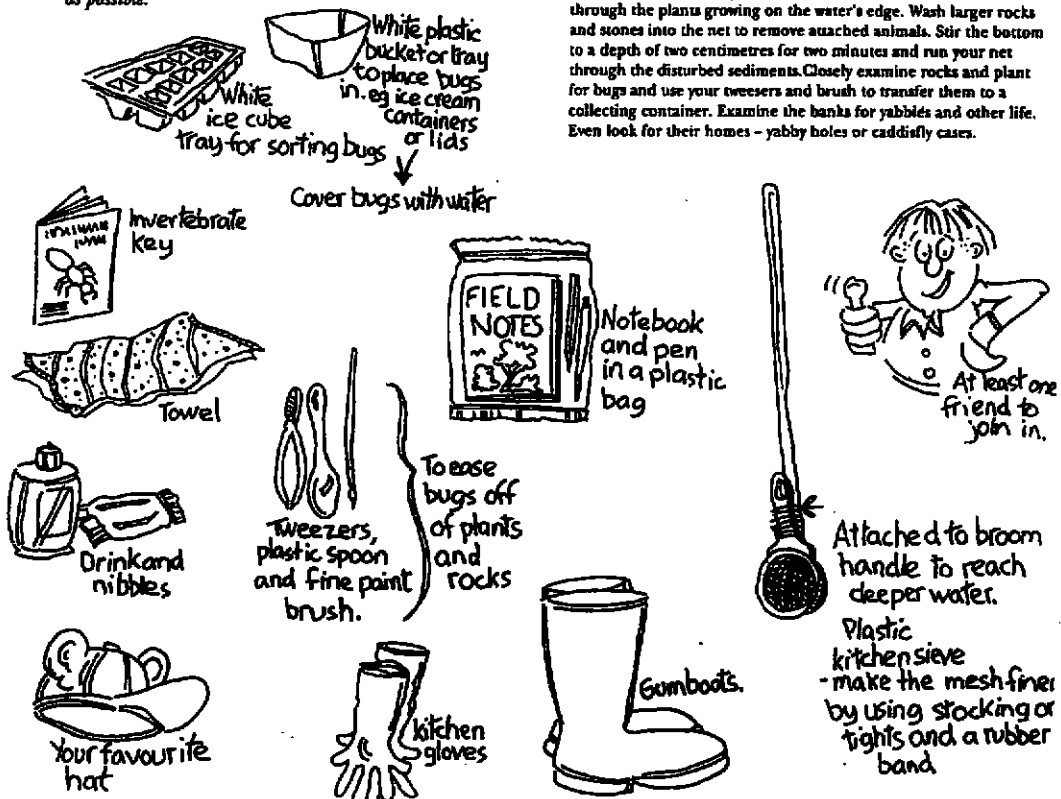 as possible.
through the plants growing on the water's edge. Wash larger rocks
and stones into the net to remove attached animals. Stir the bottom
to a depth of two centimetres for two minutes and run your net
through the disturbed sediments.Closely examine rocks and plant
for bugs and use your tweesers and brush to transfer them to a
collecting container. Examine the banks for yabbies and other life.
Even look for their homes – yabby holes or caddisfly cases.
White plastic
bucket or tray
to place bugs
in. eg ice cream
containers
or lids
White
ice cube
tray for sorting bugs
Cover bugs with water
Invertebrate
key
Towel
FIELD
NOTES
Notebook
and pen
in a plastic
bag
At least one
friend to
join in.
Drink and
nibbles
Tweezers,
plastic spoon
and fine paint
brush.
To ease
bugs off
of plants
and
rocks
Attached to broom
handle to reach
deeper water.
Plastic
kitchen sieve
- make the mesh finer
by using stocking or
tights and a rubber
band
Your favourite
hat
kitchen
gloves
Gumboots.